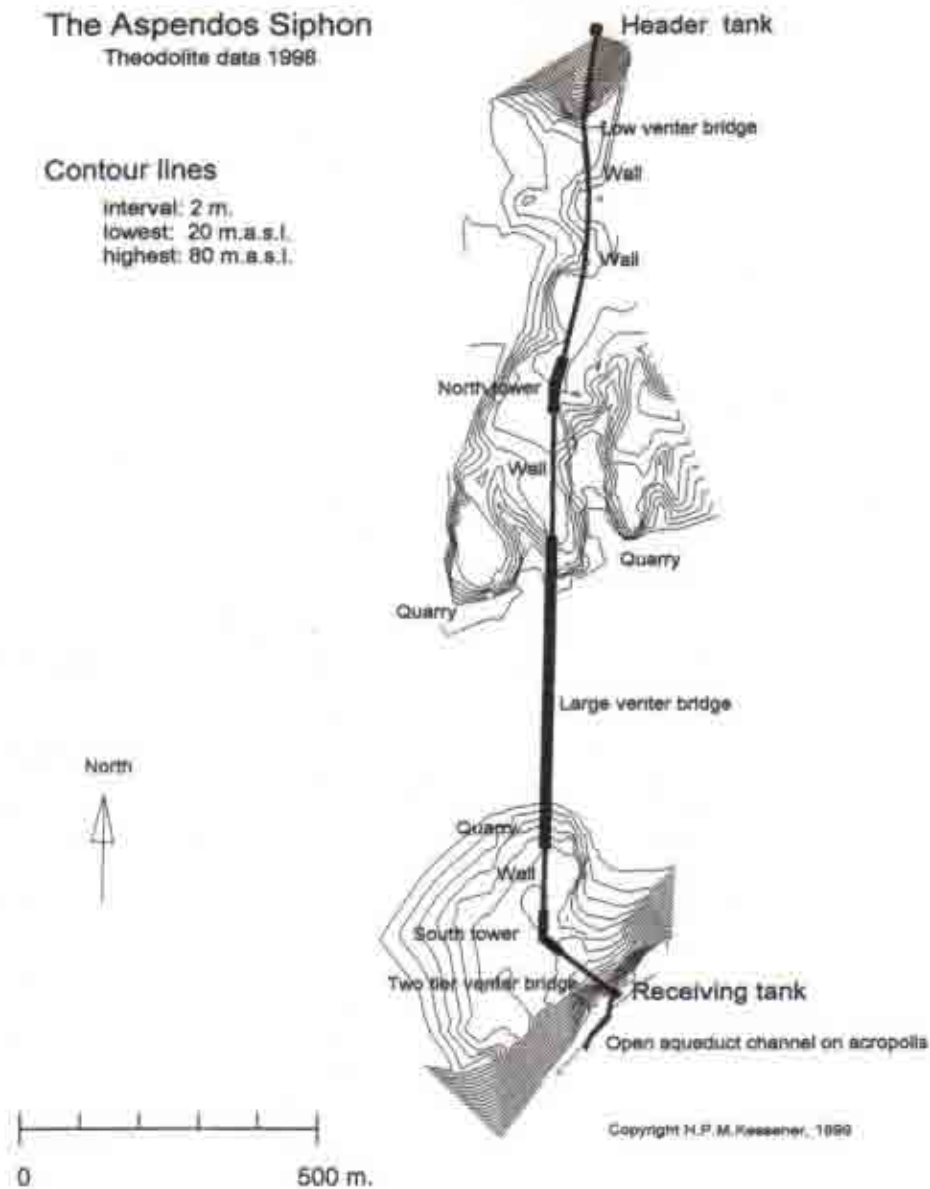 The Aspendos Siphon
Theodolite data 1998
Header tank
Low venter bridge
Contour lines
Wall
interval: 2 m.
lowest: 20 m.a.s.l.
highest: 80 m.a.s.l.
Wall
North tower
Wall
Quarry
Quarry
Large venter bridge
North
Quarry
Wall
South tower
Two tier venter bridge
Receiving tank
Open aqueduct channel on acropolis
Copyright H.P.M.Kessener, 1999
0
500 m.